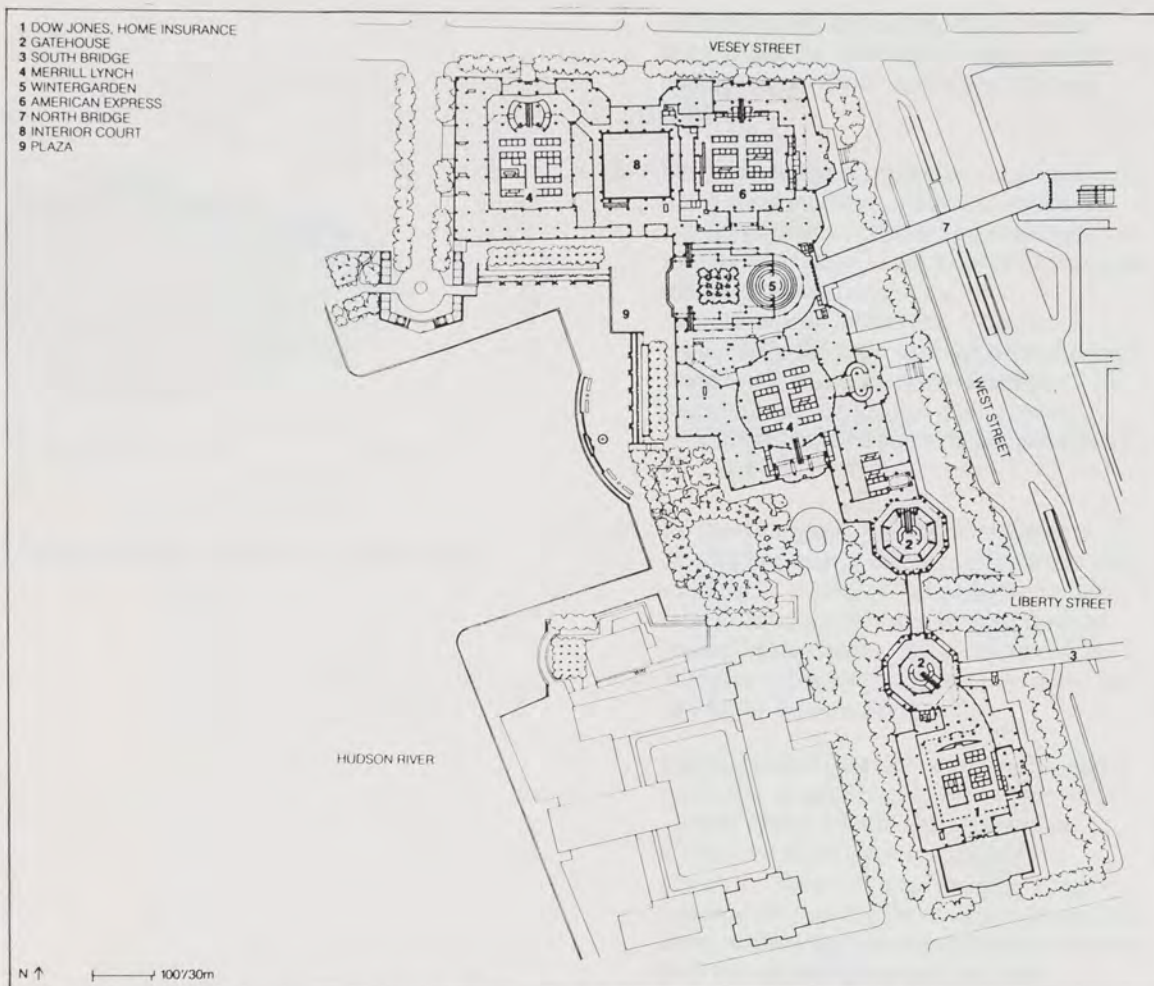 1 DOW JONES, HOME INSURANCE
2 GATEHOUSE
3 SOUTH BRIDGE
4 MERRILL LYNCH
5 WINTERGARDEN
6 AMERICAN EXPRESS
7 NORTH BRIDGE
8 INTERIOR COURT
9 PLAZA
VESEY STREET
8
4
6
7
5
9
WEST STREET
4
2
LIBERTY STREET
2
3
HUDSON RIVER
1
N ↑ 100'/30m